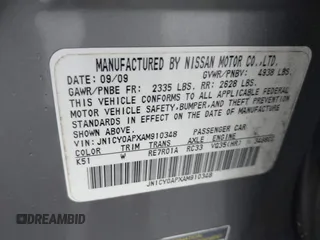 MANUFACTURED BY NISSAN MOTOR CO.,LTD.
DATE: 09/09 GVWR/PNBV: 4938 LBS.
GAWR/PNBE FR: 2335 LBS. RR: 2628 LBS.
THIS VEHICLE CONFORMS TO ALL APPLICABLE FEDERAL
MOTOR VEHICLE SAFETY,BUMPER,AND THEFT PREVENTION
STANDARDS IN EFFECT ON THE DATE OF MANUFACTURE
SHOWN ABOVE.
VIN:JN1CY0APXAM910348 PASSENGER CAR
COLOR TRIM TRANS AXLE ENGINE
K51 W RE7R01A RC33 VQ35(HR)
JN1CY0APXAM910348
DREAMBID